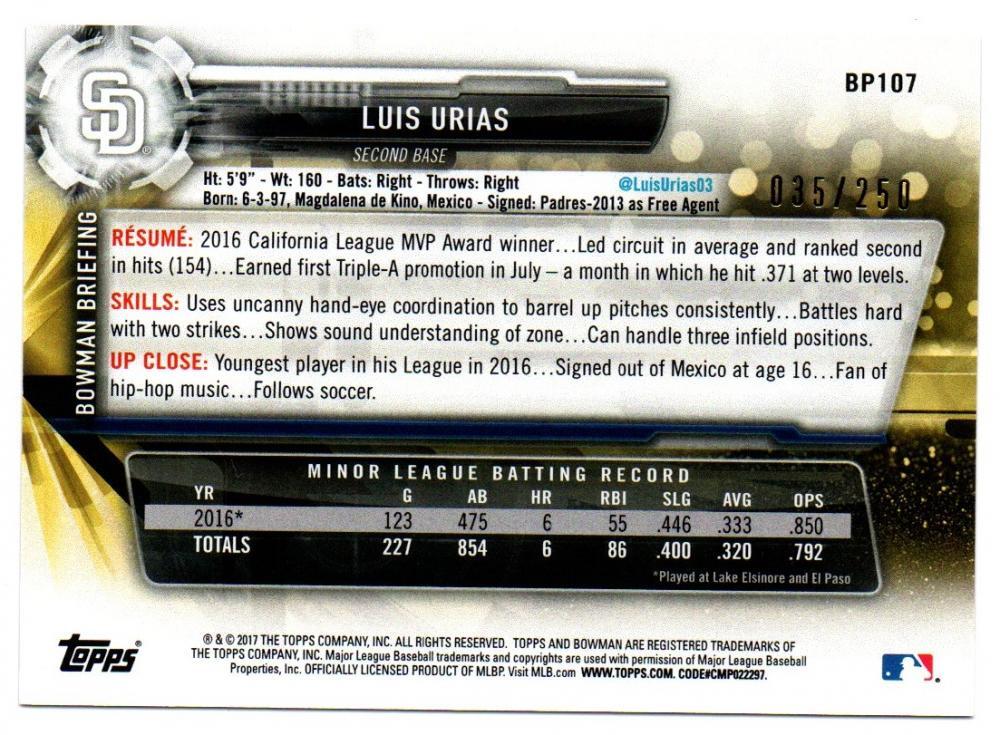 SD®
BP107
LUIS URIAS
SECOND BASE
Ht: 5'9" - Wt: 160 - Bats: Right - Throws: Right @LuisUrias03
Born: 6-3-97, Magdalena de Kino, Mexico - Signed: Padres-2013 as Free Agent
035/250
BOWMAN BRIEFING
RÉSUMÉ: 2016 California League MVP Award winner...Led circuit in average and ranked second
in hits (154)...Earned first Triple-A promotion in July – a month in which he hit .371 at two levels.
SKILLS: Uses uncanny hand-eye coordination to barrel up pitches consistently...Battles hard
with two strikes...Shows sound understanding of zone...Can handle three infield positions.
UP CLOSE: Youngest player in his League in 2016...Signed out of Mexico at age 16...Fan of
hip-hop music...Follows soccer.
MINOR LEAGUE BATTING RECORD
YR G AB HR RBI SLG AVG OPS
2016* 123 475 6 55 .446 .333 .850
TOTALS 227 854 6 86 .400 .320 .792
*Played at Lake Elsinore and El Paso
Topps®
® & © 2017 THE TOPPS COMPANY, INC. ALL RIGHTS RESERVED. TOPPS AND BOWMAN ARE REGISTERED TRADEMARKS OF
THE TOPPS COMPANY, INC. Major League Baseball trademarks and copyrights are used with permission of Major League Baseball
Properties, Inc. OFFICIALLY LICENSED PRODUCT OF MLBP. Visit MLB.com WWW.TOPPS.COM. CODE#CMP022297.